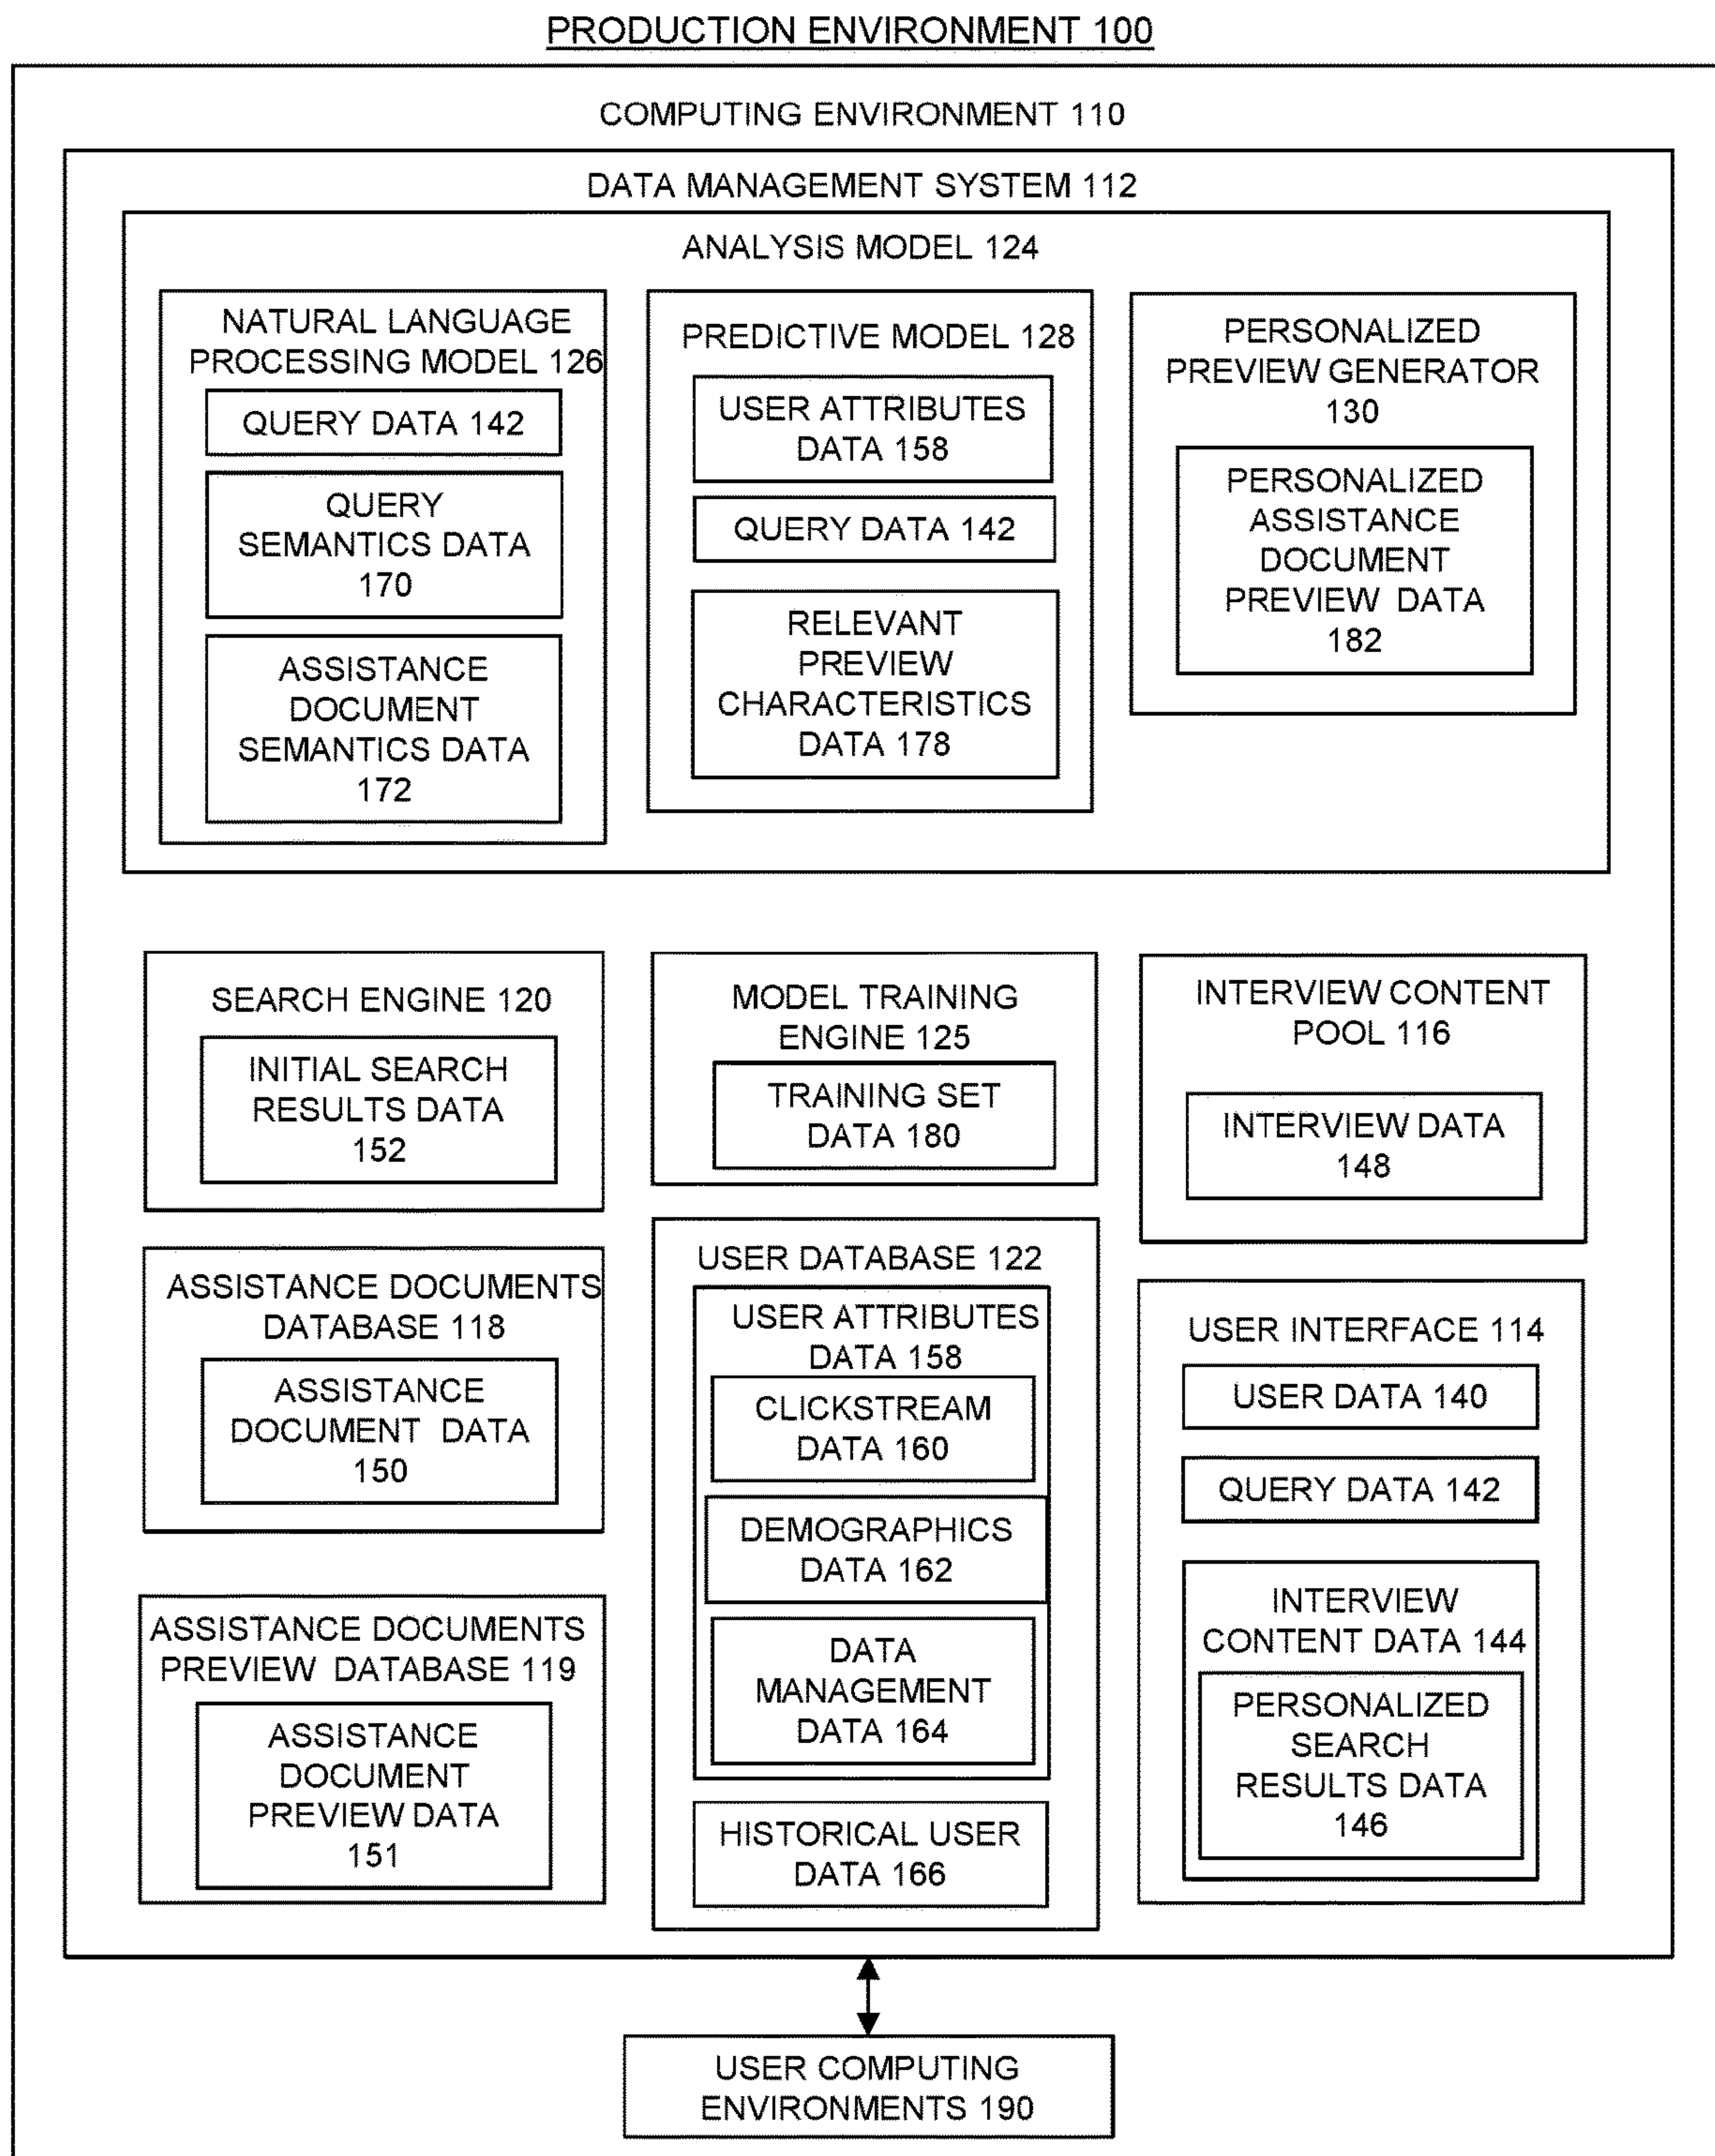 PRODUCTION ENVIRONMENT 100
COMPUTING ENVIRONMENT 110
DATA MANAGEMENT SYSTEM 112
ANALYSIS MODEL 124
NATURAL LANGUAGE
PROCESSING MODEL 126
QUERY DATA 142
QUERY
SEMANTICS DATA
170
ASSISTANCE
DOCUMENT
SEMANTICS DATA
172
PREDICTIVE MODEL 128
USER ATTRIBUTES
DATA 158
QUERY DATA 142
RELEVANT
PREVIEW
CHARACTERISTICS
DATA 178
PERSONALIZED
PREVIEW GENERATOR
130
PERSONALIZED
ASSISTANCE
DOCUMENT
PREVIEW DATA
182
SEARCH ENGINE 120
INITIAL SEARCH
RESULTS DATA
152
MODEL TRAINING
ENGINE 125
TRAINING SET
DATA 180
INTERVIEW CONTENT
POOL 116
INTERVIEW DATA
148
ASSISTANCE DOCUMENTS
DATABASE 118
ASSISTANCE
DOCUMENT DATA
150
USER DATABASE 122
USER ATTRIBUTES
DATA 158
CLICKSTREAM
DATA 160
DEMOGRAPHICS
DATA 162
DATA
MANAGEMENT
DATA 164
HISTORICAL USER
DATA 166
USER INTERFACE 114
USER DATA 140
QUERY DATA 142
INTERVIEW
CONTENT DATA 144
PERSONALIZED
SEARCH
RESULTS DATA
146
ASSISTANCE DOCUMENTS
PREVIEW DATABASE 119
ASSISTANCE
DOCUMENT
PREVIEW DATA
151
USER COMPUTING
ENVIRONMENTS 190